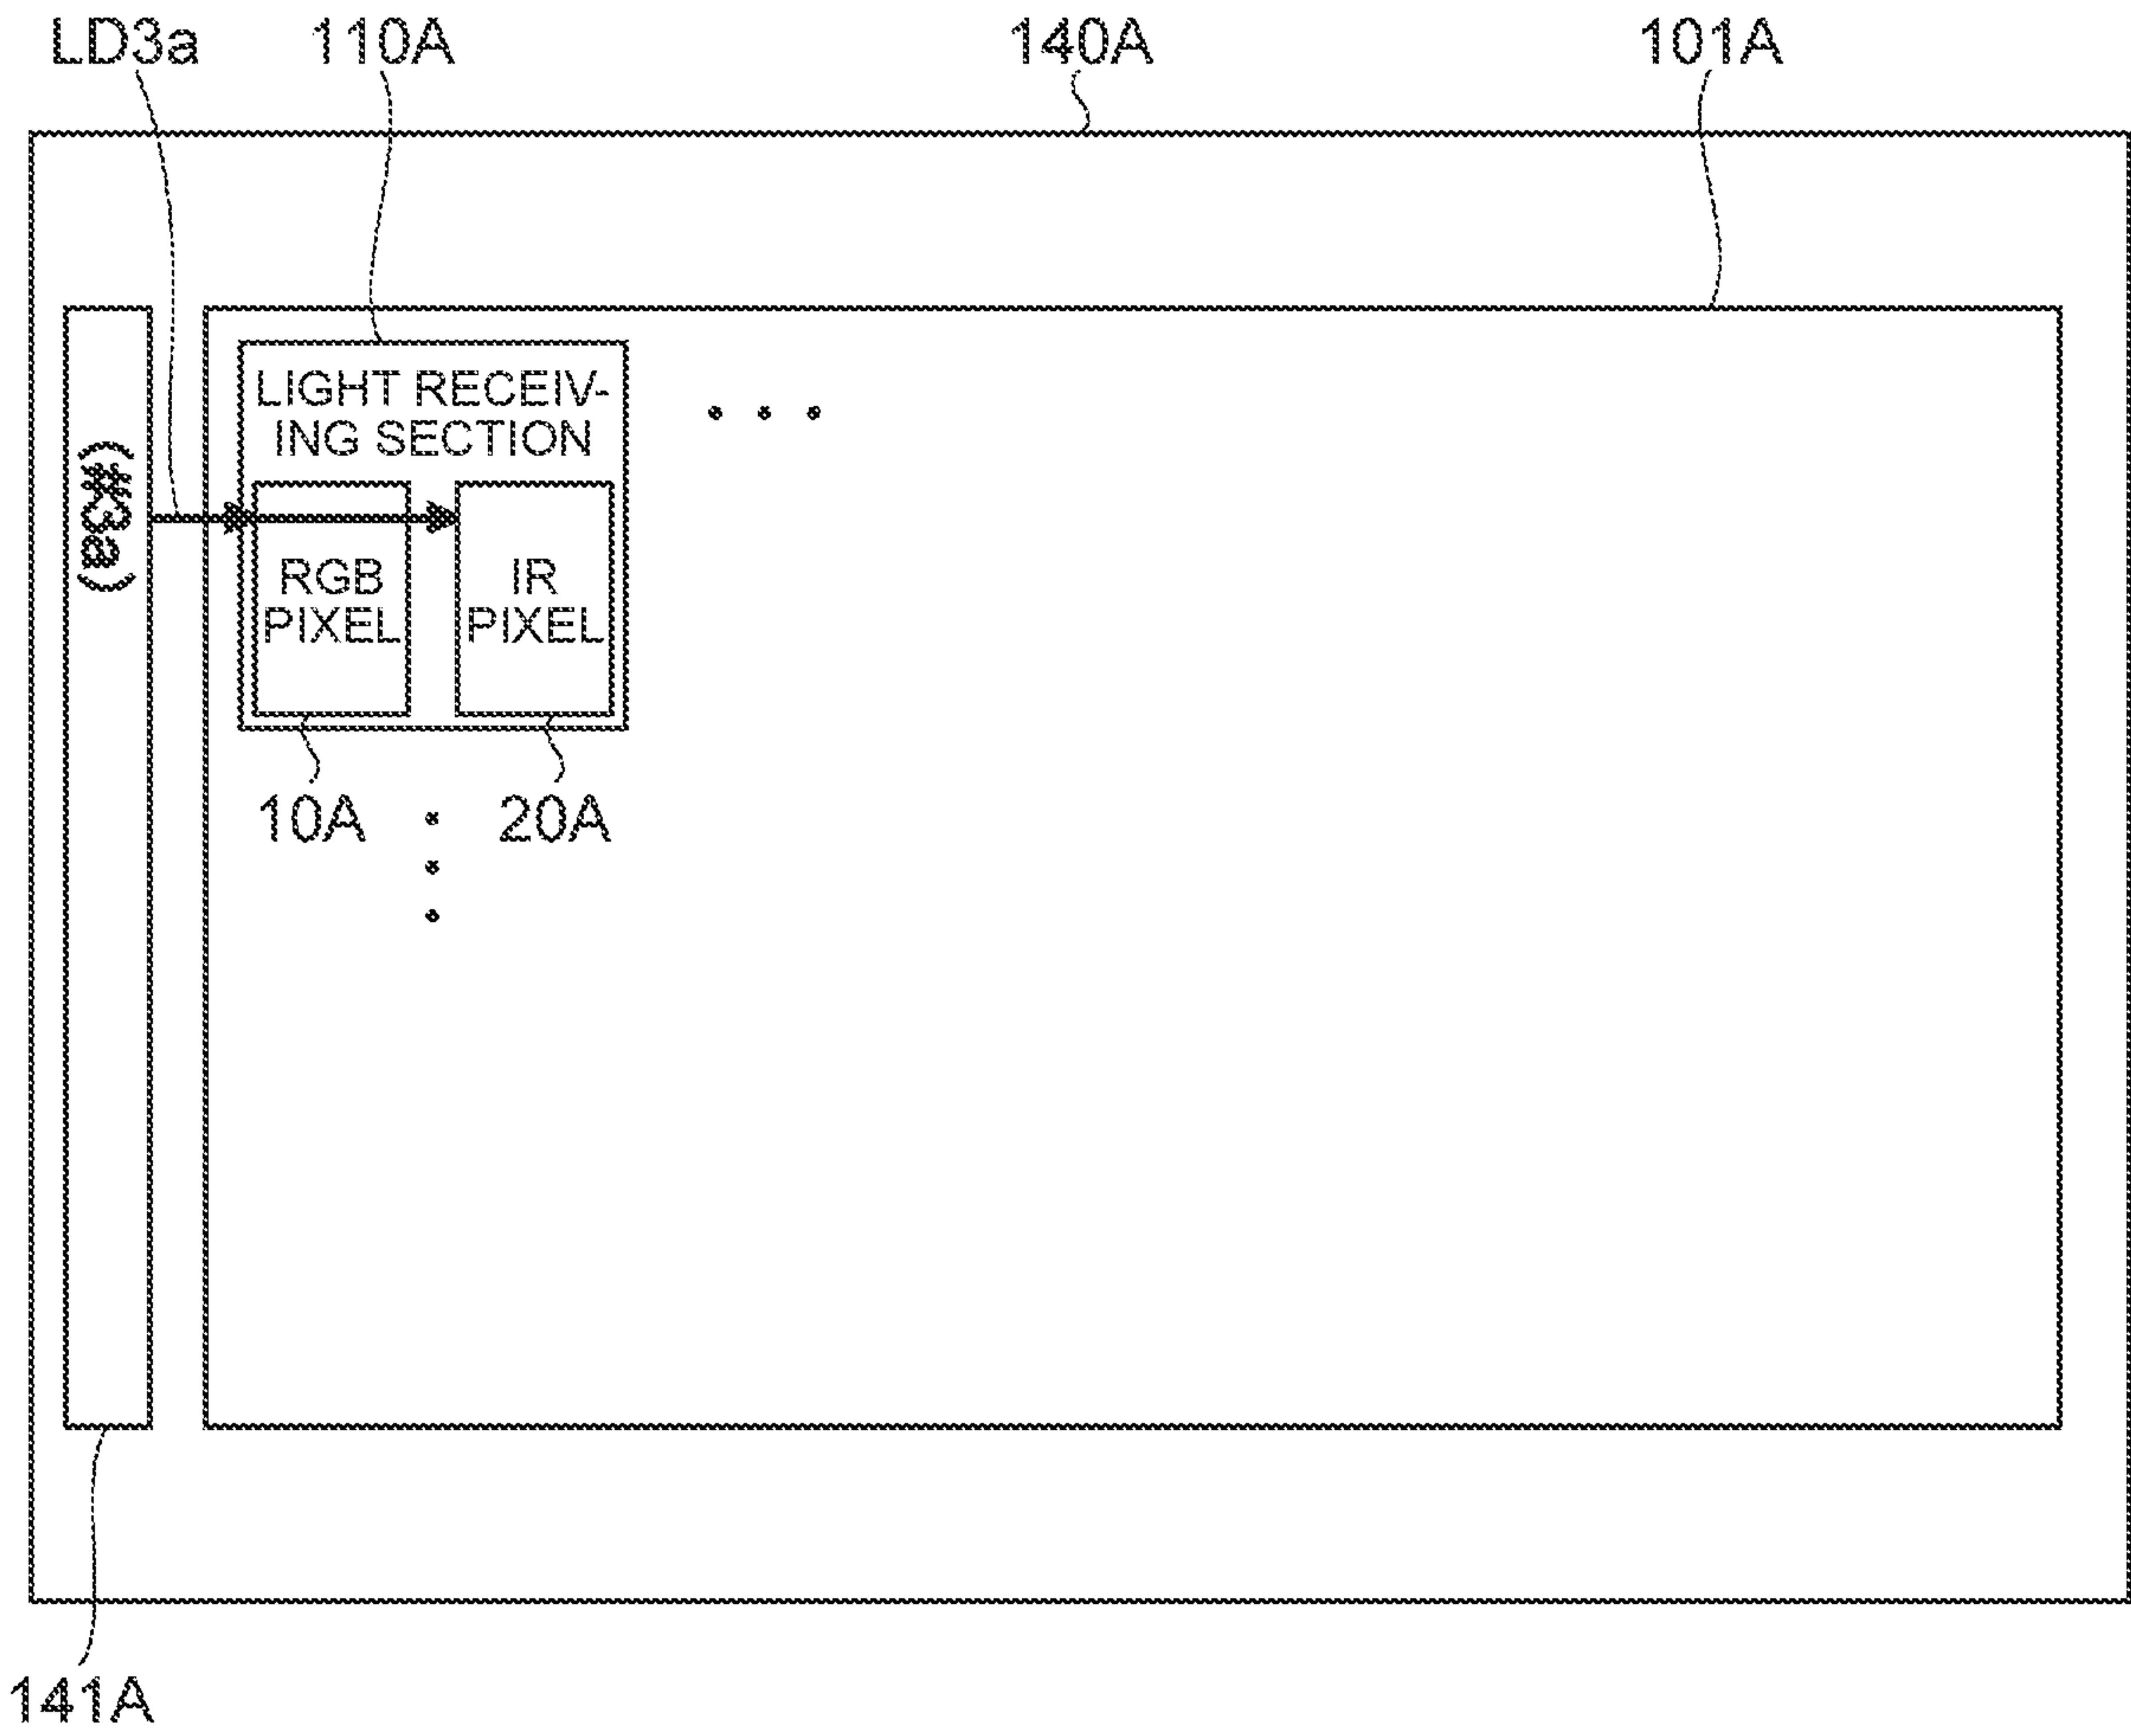 LD3a
110A
140A
101A
LIGHT RECEIV-
ING SECTION
(#3a)
RGB
PIXEL
IR
PIXEL
10A
20A
141A